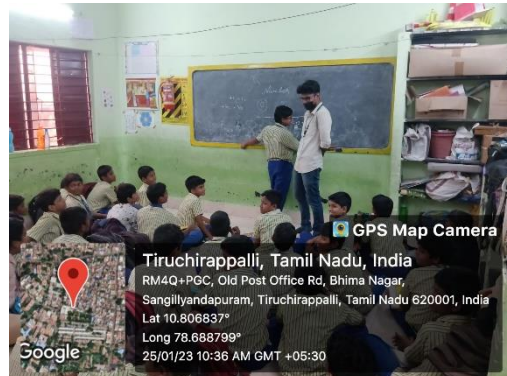 GPS Map Camera
Tiruchirappalli, Tamil Nadu, India
RM4Q+PGC, Old Post Office Rd, Bhima Nagar,
Sangillyandapuram, Tiruchirappalli, Tamil Nadu 620001, India
Lat 10.806837°
Long 78.688799°
25/01/23 10:36 AM GMT +05:30
Google